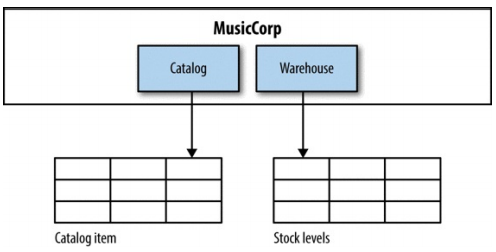 MusicCorp
Catalog Warehouse
Catalog item Stock levels